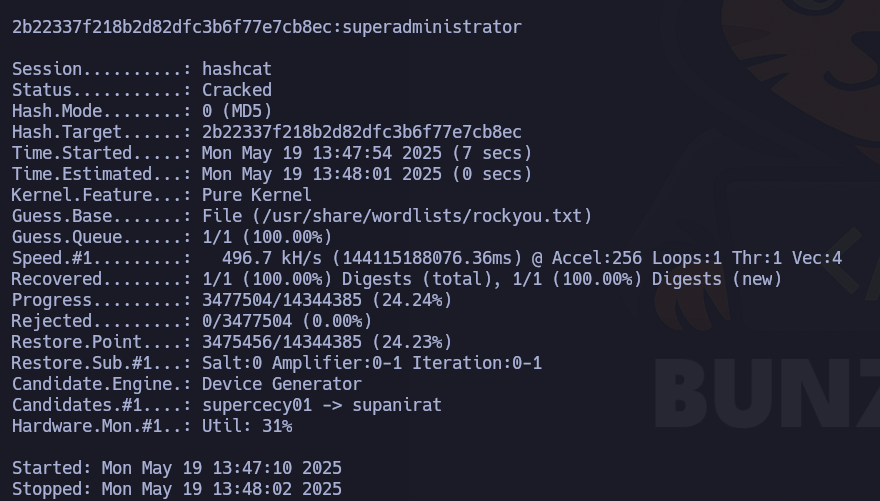 2b22337f218b2d82dfc3b6f77e7cb8ec:superadministrator
Session..........: hashcat
Status...........: Cracked
Hash.Mode........: 0 (MD5)
Hash.Target......: 2b22337f218b2d82dfc3b6f77e7cb8ec
Time.Started.....: Mon May 19 13:47:54 2025 (7 secs)
Time.Estimated...: Mon May 19 13:48:01 2025 (0 secs)
Kernel.Feature...: Pure Kernel
Guess.Base.......: File (/usr/share/wordlists/rockyou.txt)
Guess.Queue......: 1/1 (100.00%)
Speed.#1.........:   496.7 kH/s (144115188076.36ms) @ Accel:256 Loops:1 Thr:1 Vec:4
Recovered........: 1/1 (100.00%) Digests (total), 1/1 (100.00%) Digests (new)
Progress.........: 3477504/14344385 (24.24%)
Rejected.........: 0/3477504 (0.00%)
Restore.Point....: 3475456/14344385 (24.23%)
Restore.Sub.#1...: Salt:0 Amplifier:0-1 Iteration:0-1
Candidate.Engine.: Device Generator
Candidates.#1....: supercecy01 -> supanirat
Hardware.Mon.#1..: Util: 31%
Started: Mon May 19 13:47:10 2025
Stopped: Mon May 19 13:48:02 2025